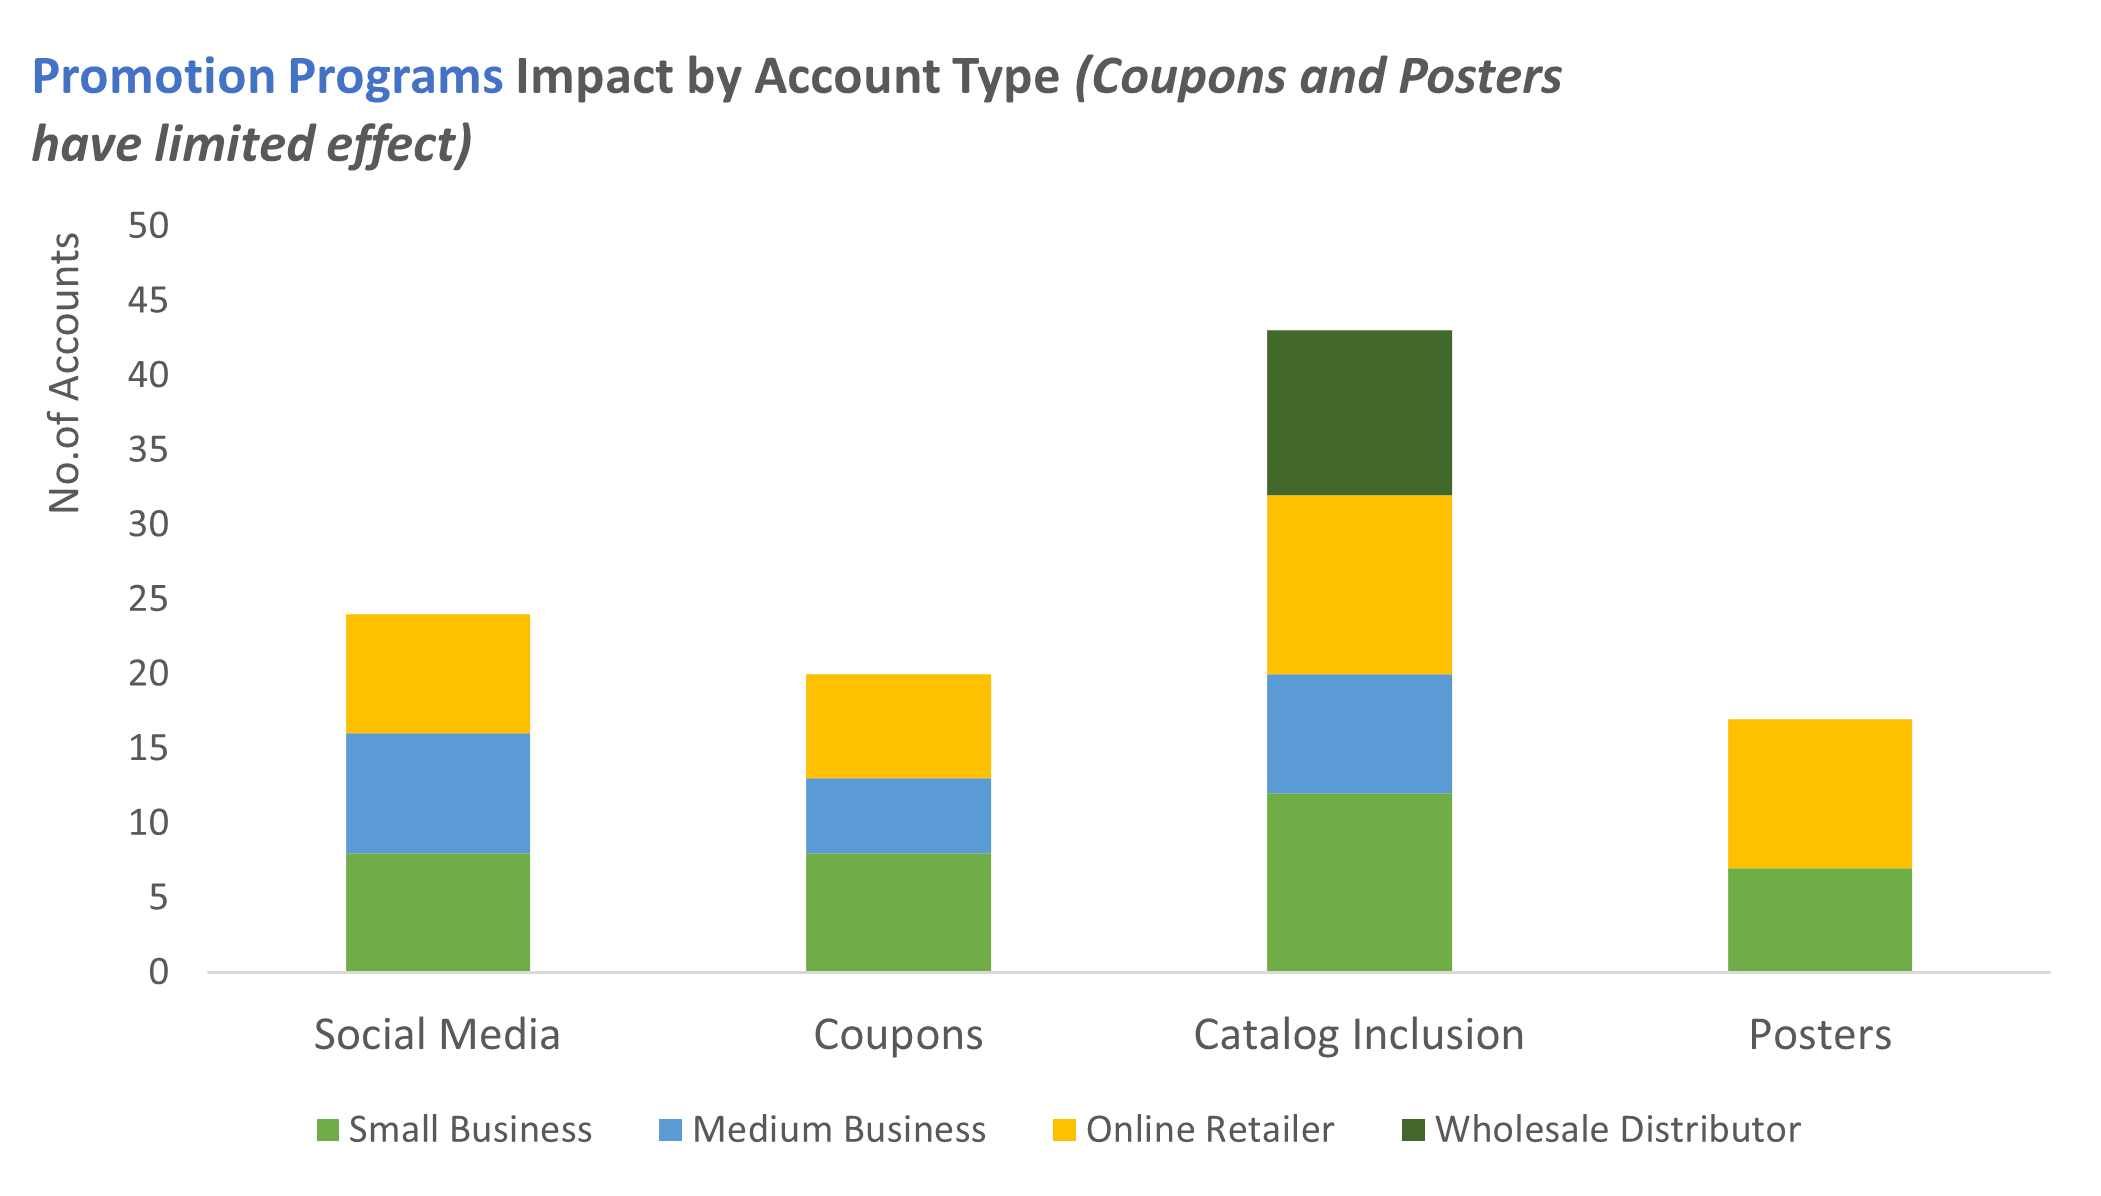 Promotion Programs Impact by Account Type (Coupons and Posters
have limited effect)
No.of Accounts
50
45
40
35
30
25
20
15
10
5
0
Social Media
Coupons
Catalog Inclusion
Posters
Small Business
Medium Business
Online Retailer
Wholesale Distributor